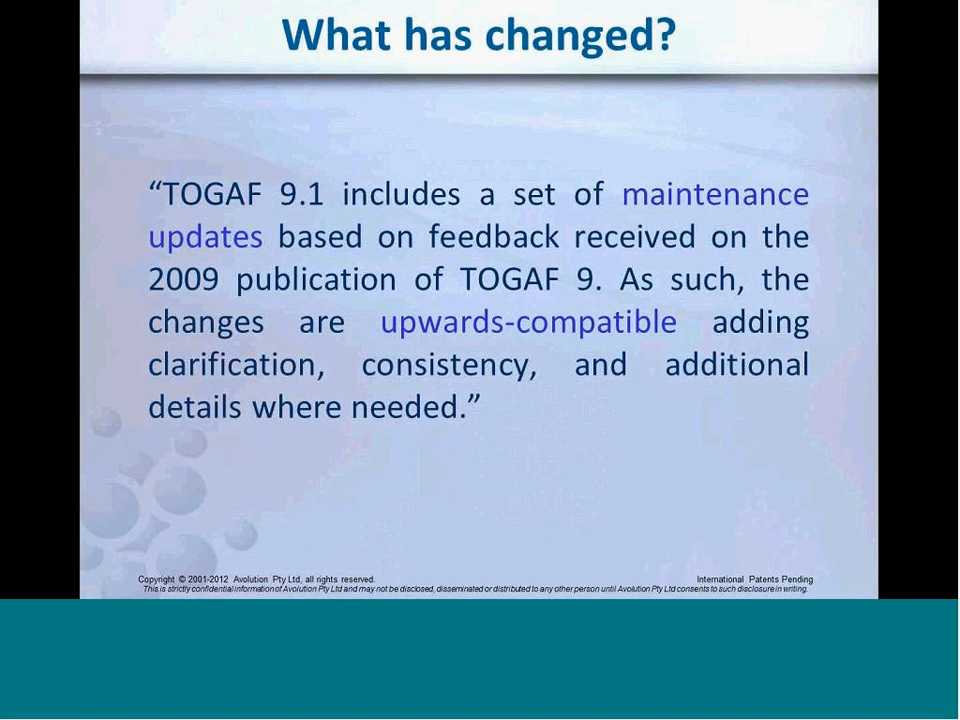 What has changed?
“TOGAF 9.1 includes a set of maintenance
updates based on feedback received on the
2009 publication of TOGAF 9. As such, the
changes are upwards-compatible adding
clarification, consistency, and additional
details where needed.”
Copyright © 2001-2012 Avolution Pty Ltd, all rights reserved. International Patents Pending
This is strictly confidential information of Avolution Pty Ltd and may not be disclosed, disseminated or distributed to any other person until Avolution Pty Ltd consents to such disclosure in writing.